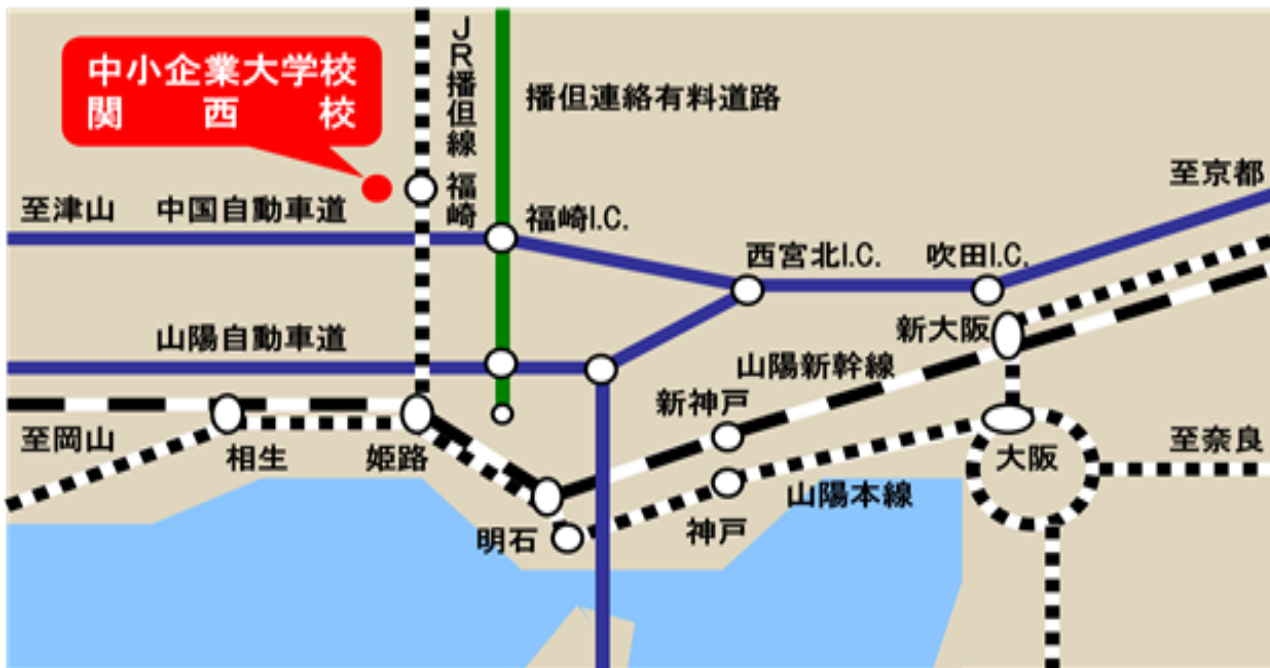 中小企業大学校
関西校
JR播但線
播但連絡有料道路
至京都
福崎
至津山
中国自動車道
福崎I.C.
西宮北I.C.
吹田I.C.
山陽自動車道
新大阪
山陽新幹線
新神戸
至岡山
相生
姫路
大阪
至奈良
山陽本線
明石
神戸